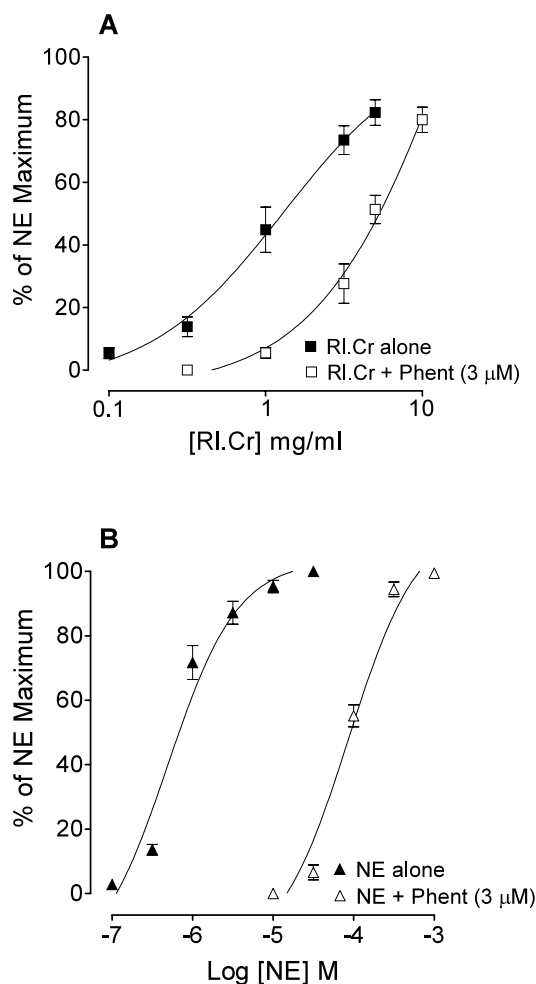 A
% of NE Maximum
100
80
60
40
20
0
0.1
1
10
[Rl.Cr] mg/ml
■ Rl.Cr alone
□ Rl.Cr + Phent (3 μM)
B
% of NE Maximum
100
80
60
40
20
0
-7
-6
-5
-4
-3
Log [NE] M
▲ NE alone
△ NE + Phent (3 μM)